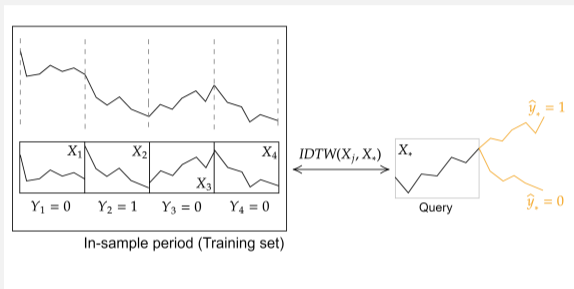 X₁
X₂
X₃
X₄
Y₁ = 0
Y₂ = 1
Y₃ = 0
Y₄ = 0
In-sample period (Training set)
IDTW(Xⱼ, X⁎)
X⁎
Query
ŷ⁎ = 1
ŷ⁎ = 0